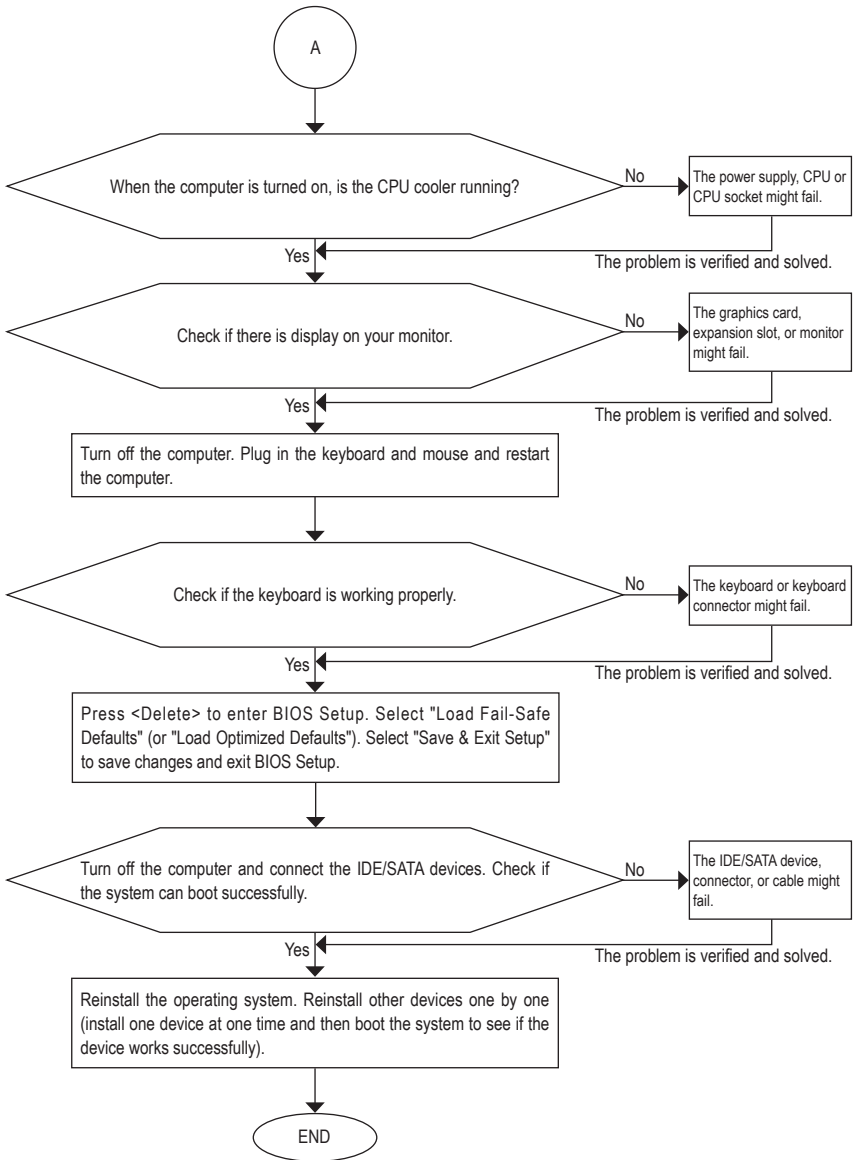 A
When the computer is turned on, is the CPU cooler running?
No
The power supply, CPU or
CPU socket might fail.
Yes
The problem is verified and solved.
Check if there is display on your monitor.
No
The graphics card,
expansion slot, or monitor
might fail.
Yes
The problem is verified and solved.
Turn off the computer. Plug in the keyboard and mouse and restart
the computer.
Check if the keyboard is working properly.
No
The keyboard or keyboard
connector might fail.
Yes
The problem is verified and solved.
Press <Delete> to enter BIOS Setup. Select "Load Fail-Safe
Defaults" (or "Load Optimized Defaults"). Select "Save & Exit Setup"
to save changes and exit BIOS Setup.
Turn off the computer and connect the IDE/SATA devices. Check if
the system can boot successfully.
No
The IDE/SATA device,
connector, or cable might
fail.
Yes
The problem is verified and solved.
Reinstall the operating system. Reinstall other devices one by one
(install one device at one time and then boot the system to see if the
device works successfully).
END